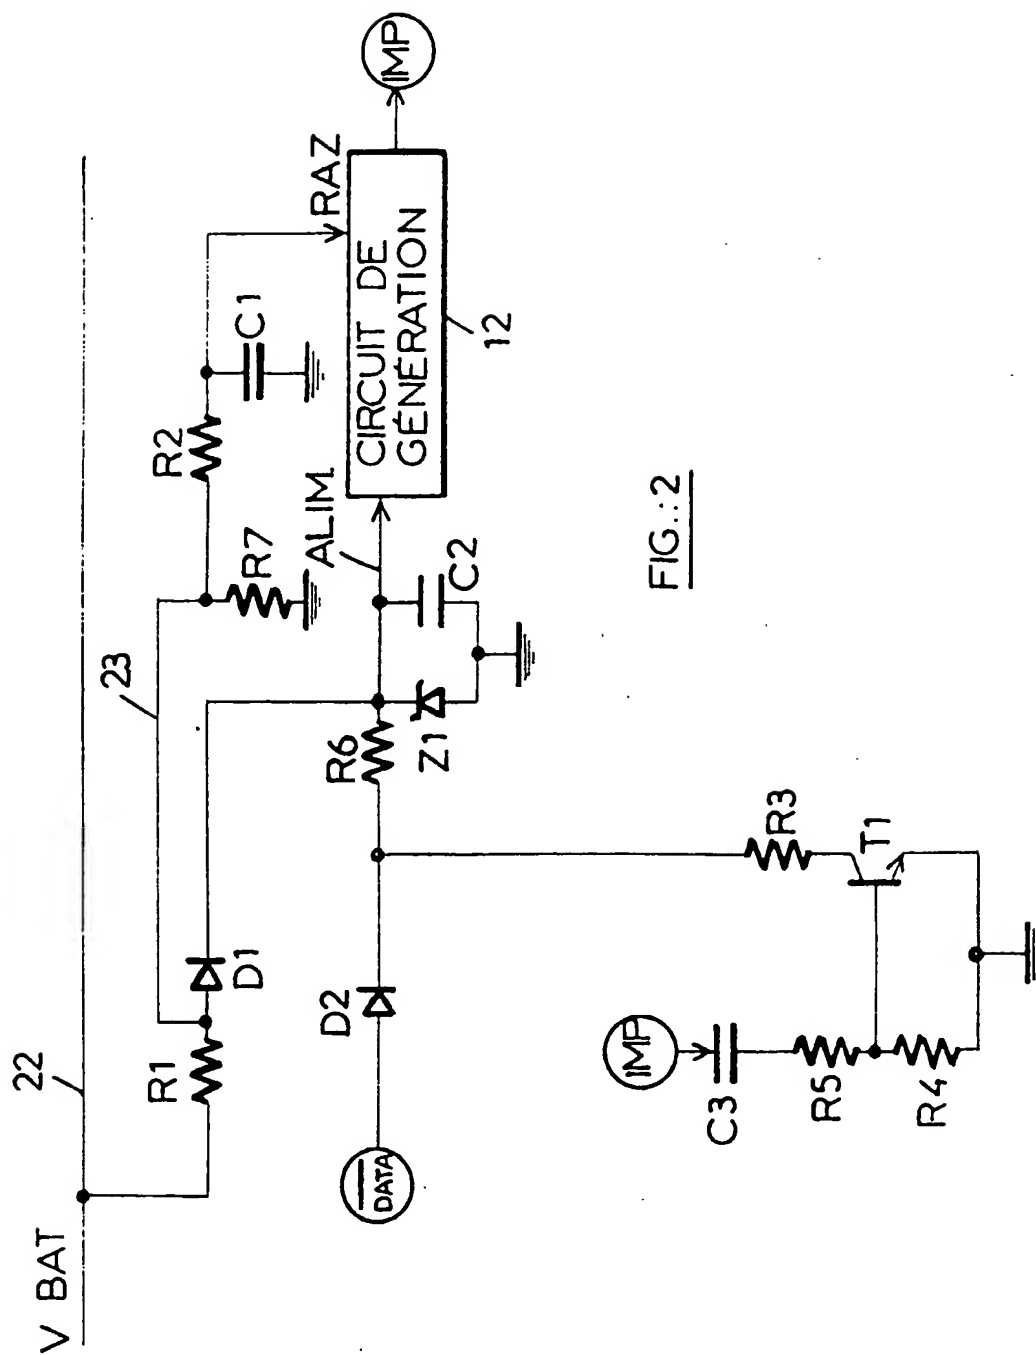 V BAT
22
R1
D1
23
R7
R2
C1
RAZ
ALIM.
CIRCUIT DE
GÉNÉRATION
12
IMP
DATA
D2
R6
Z1
C2
IMP
C3
R5
R4
R3
T1
FIG.:2